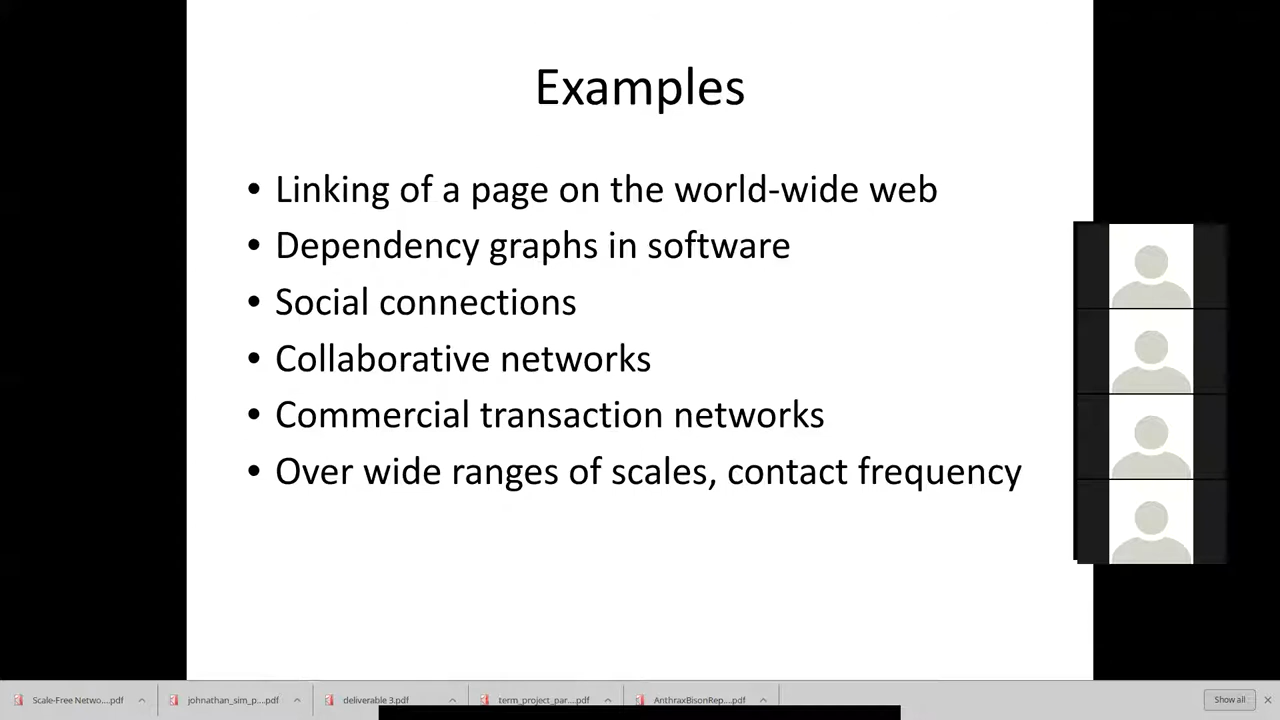 Examples
• Linking of a page on the world-wide web
• Dependency graphs in software
• Social connections
• Collaborative networks
• Commercial transaction networks
• Over wide ranges of scales, contact frequency
Scale-Free Netwo....pdf johnathan_sim_p....pdf deliverable 3.pdf term_project_par....pdf AnthraxBisonRep....pdf Show all